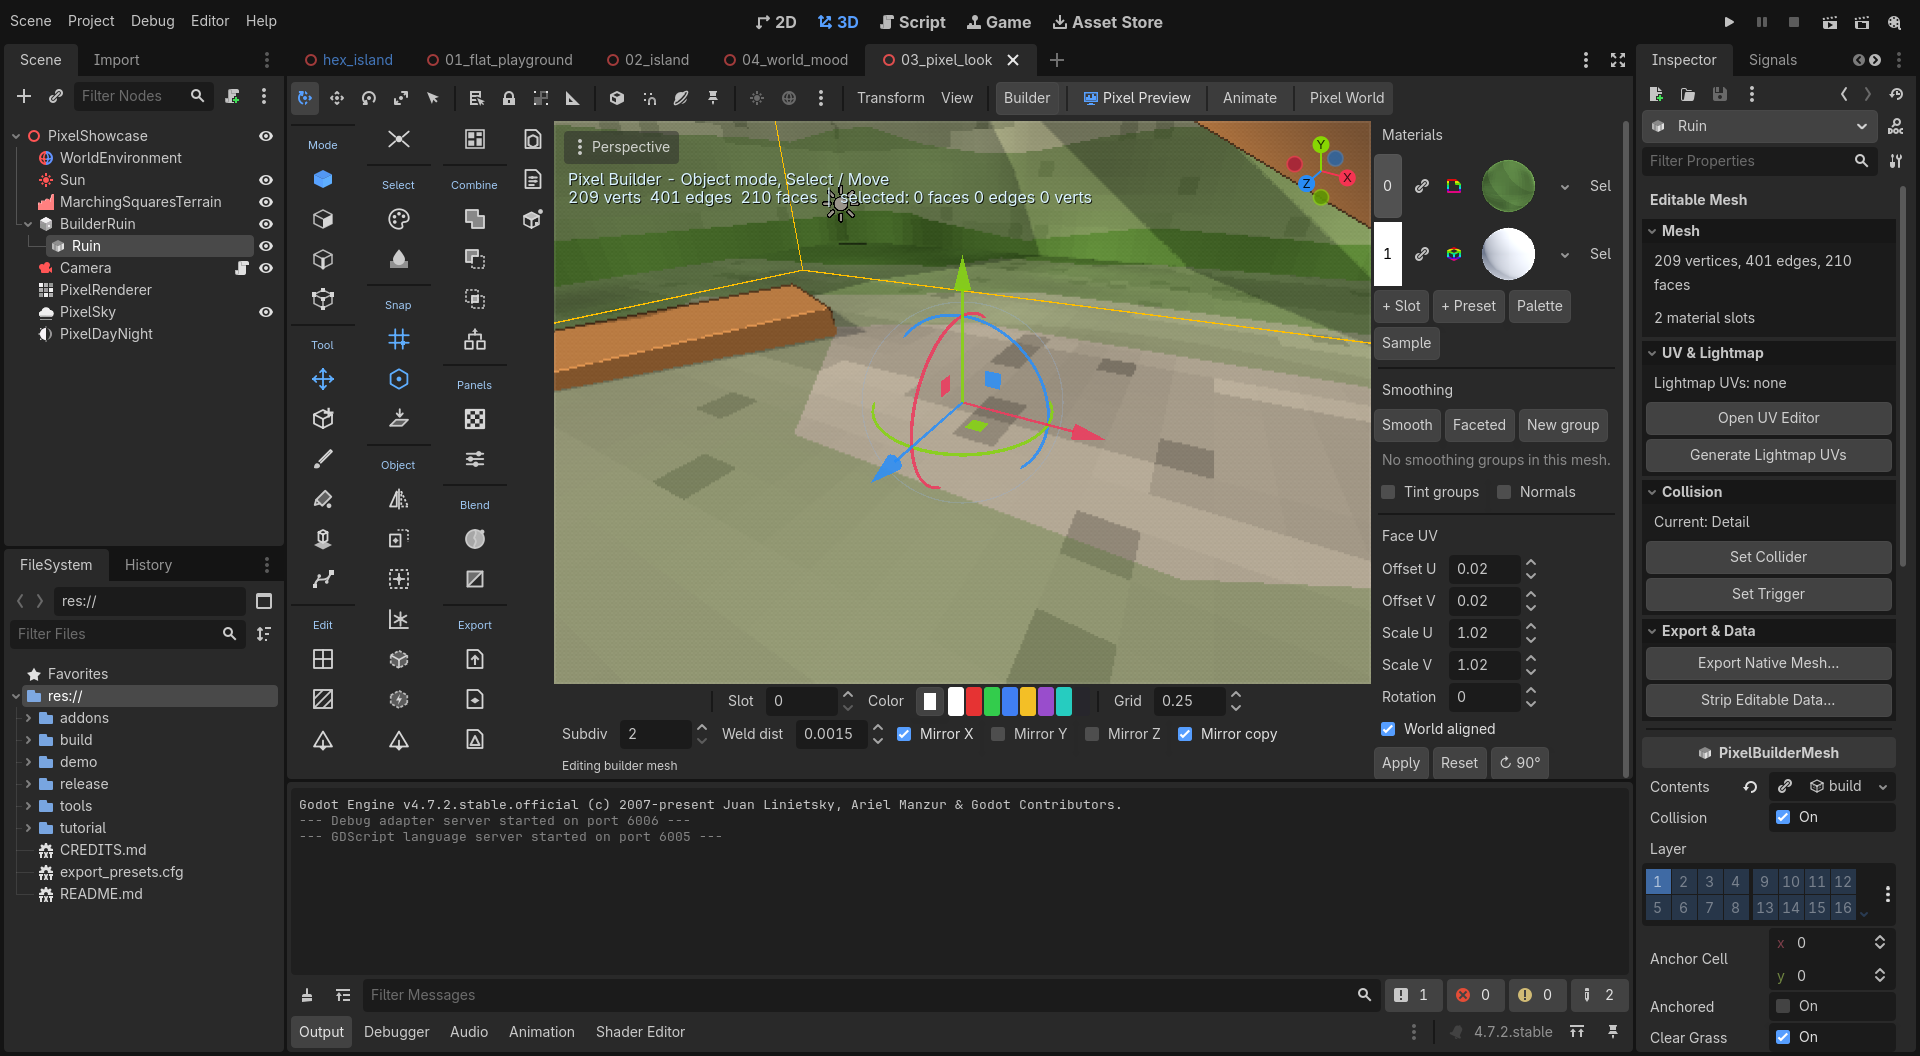 Scene Project Debug Editor Help
2D 3D Script Game Asset Store
Scene Import
hex_island 01_flat_playground 02_island 04_world_mood 03_pixel_look
Inspector Signals
Filter Nodes
Transform View Builder Pixel Preview Animate Pixel World
Ruin
Filter Properties
PixelShowcase
WorldEnvironment
Sun
MarchingSquaresTerrain
BuilderRuin
Ruin
Camera
PixelRenderer
PixelSky
PixelDayNight
FileSystem History
res://
Filter Files
Favorites
res://
addons
build
demo
release
tools
tutorial
CREDITS.md
export_presets.cfg
README.md
Mode
Tool
Edit
Select
Snap
Object
Combine
Panels
Blend
Export
Perspective
Pixel Builder - Object mode, Select / Move
209 verts 401 edges 210 faces | selected: 0 faces 0 edges 0 verts
Y
X
Z
Slot 0 Color Grid 0.25
Subdiv 2 Weld dist 0.0015 Mirror X Mirror Y Mirror Z Mirror copy
Editing builder mesh
Materials
0 Sel
1 Sel
+ Slot + Preset Palette
Sample
Smoothing
Smooth Faceted New group
No smoothing groups in this mesh.
Tint groups Normals
Face UV
Offset U 0.02
Offset V 0.02
Scale U 1.02
Scale V 1.02
Rotation 0
World aligned
Apply Reset 90°
Editable Mesh
Mesh
209 vertices, 401 edges, 210
faces
2 material slots
UV & Lightmap
Lightmap UVs: none
Open UV Editor
Generate Lightmap UVs
Collision
Current: Detail
Set Collider
Set Trigger
Export & Data
Export Native Mesh...
Strip Editable Data...
PixelBuilderMesh
Contents build
Collision On
Layer
1 2 3 4 9 10 11 12
5 6 7 8 13 14 15 16
Anchor Cell x 0
y 0
Anchored On
Clear Grass On
Godot Engine v4.7.2.stable.official (c) 2007-present Juan Linietsky, Ariel Manzur & Godot Contributors.
--- Debug adapter server started on port 6006 ---
--- GDScript language server started on port 6005 ---
Filter Messages 1 0 0 2
Output Debugger Audio Animation Shader Editor 4.7.2.stable